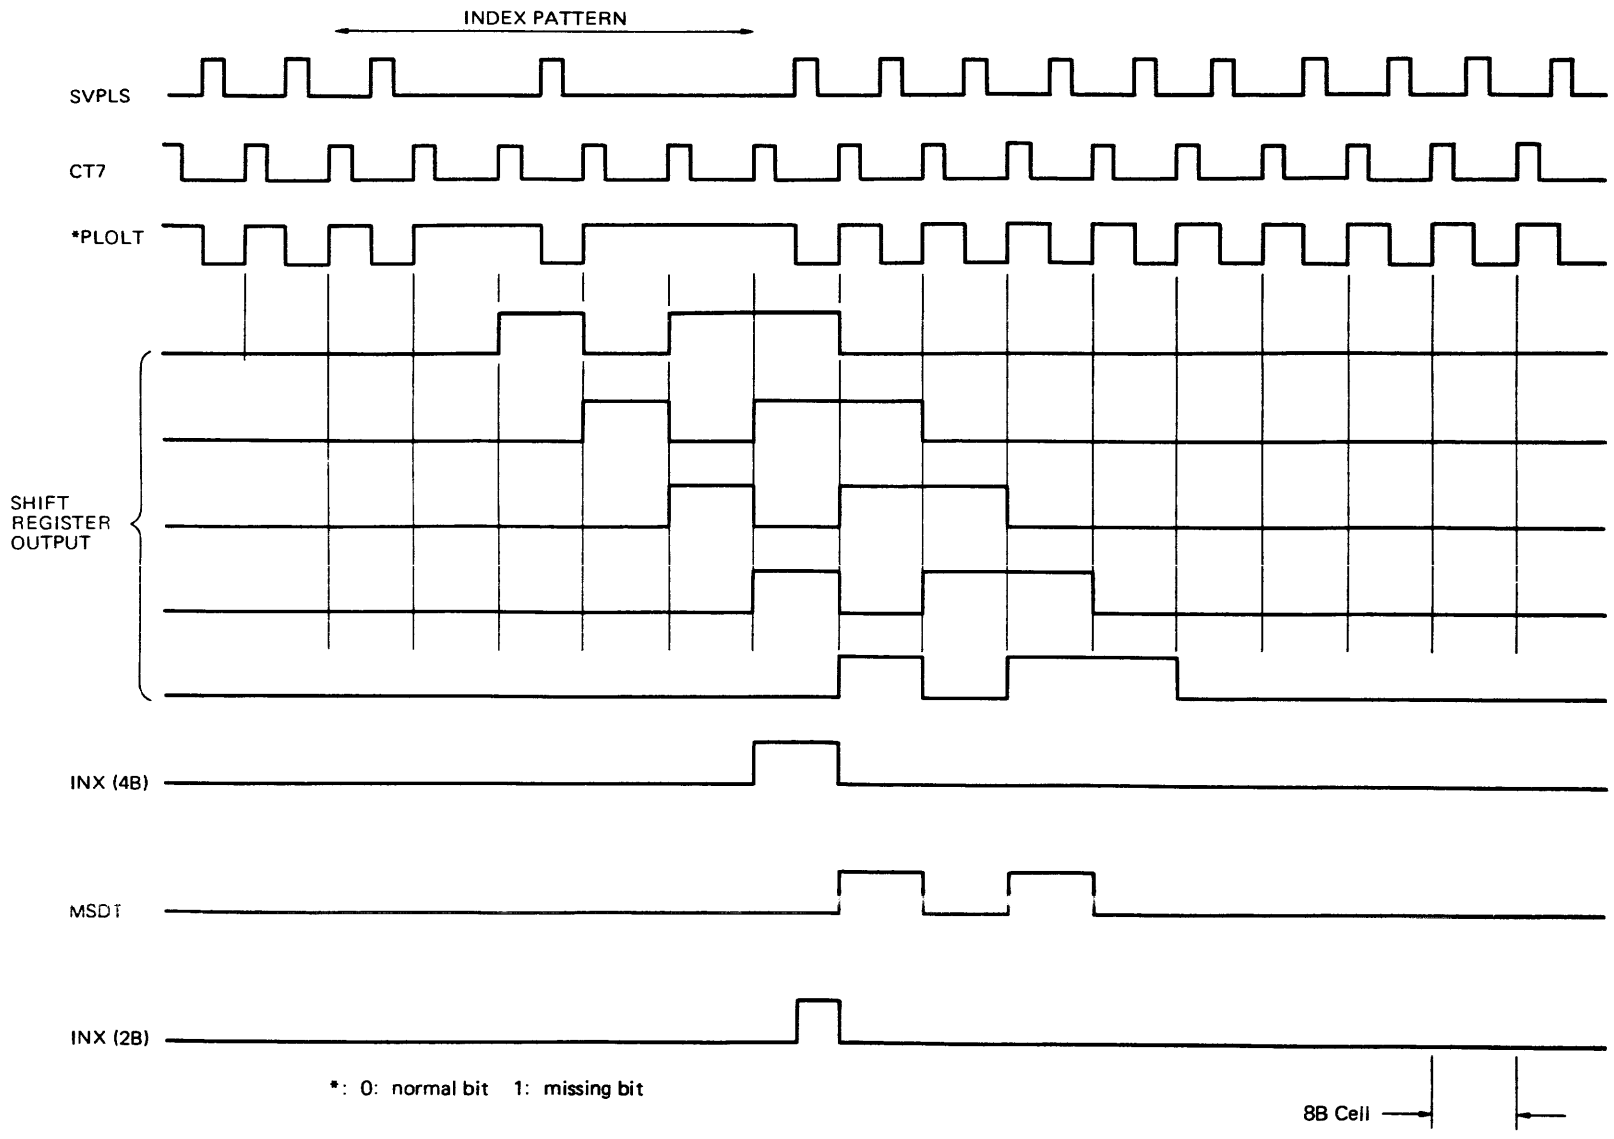 INDEX PATTERN
SVPLS
CT7
*PLOLT
SHIFT
REGISTER
OUTPUT
INX (4B)
MSDT
INX (2B)
*: 0: normal bit 1: missing bit
8B Cell